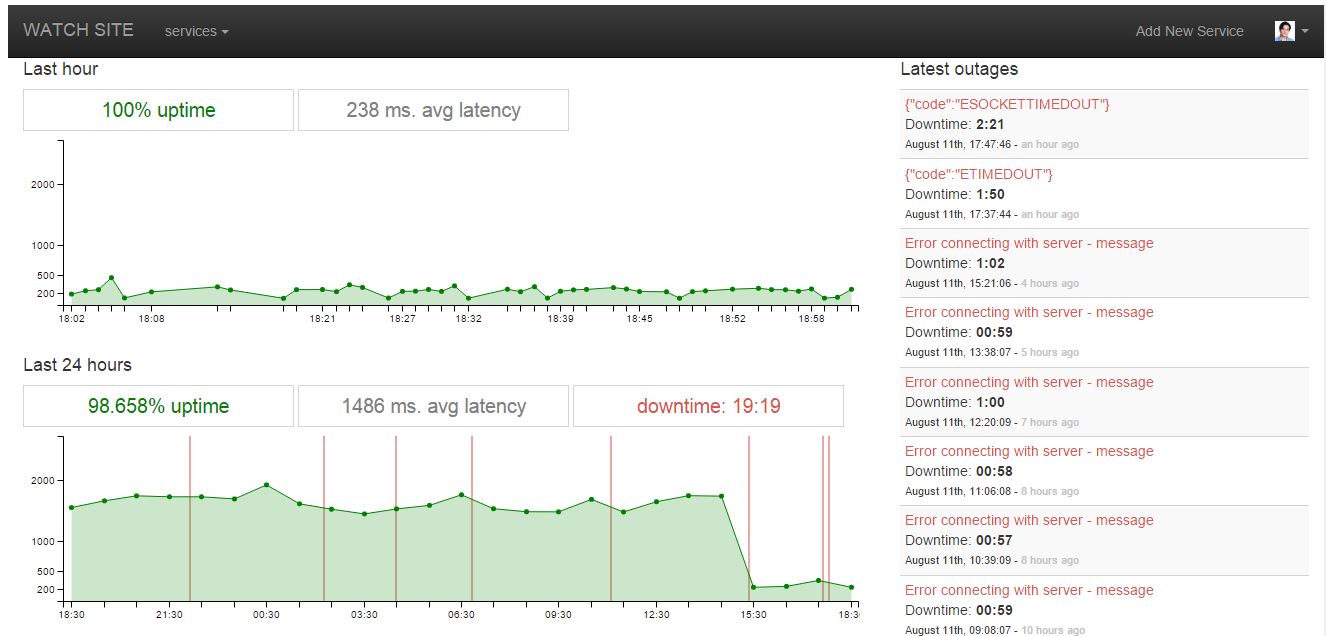 WATCH SITE services Add New Service
Last hour
100% uptime 238 ms. avg latency
2000
1000
500
200
18:02 18:08 18:21 18:27 18:32 18:39 18:45 18:52 18:58
Last 24 hours
98.658% uptime 1486 ms. avg latency downtime: 19:19
2000
1000
500
200
18:30 21:30 00:30 03:30 06:30 09:30 12:30 15:30 18:30
Latest outages
{"code":"ESOCKETTIMEDOUT"}
Downtime: 2:21
August 11th, 17:47:46 - an hour ago
{"code":"ETIMEDOUT"}
Downtime: 1:50
August 11th, 17:37:44 - an hour ago
Error connecting with server - message
Downtime: 1:02
August 11th, 15:21:06 - 4 hours ago
Error connecting with server - message
Downtime: 00:59
August 11th, 13:38:07 - 5 hours ago
Error connecting with server - message
Downtime: 1:00
August 11th, 12:20:09 - 7 hours ago
Error connecting with server - message
Downtime: 00:58
August 11th, 11:06:08 - 8 hours ago
Error connecting with server - message
Downtime: 00:57
August 11th, 10:39:09 - 8 hours ago
Error connecting with server - message
Downtime: 00:59
August 11th, 09:08:07 - 10 hours ago